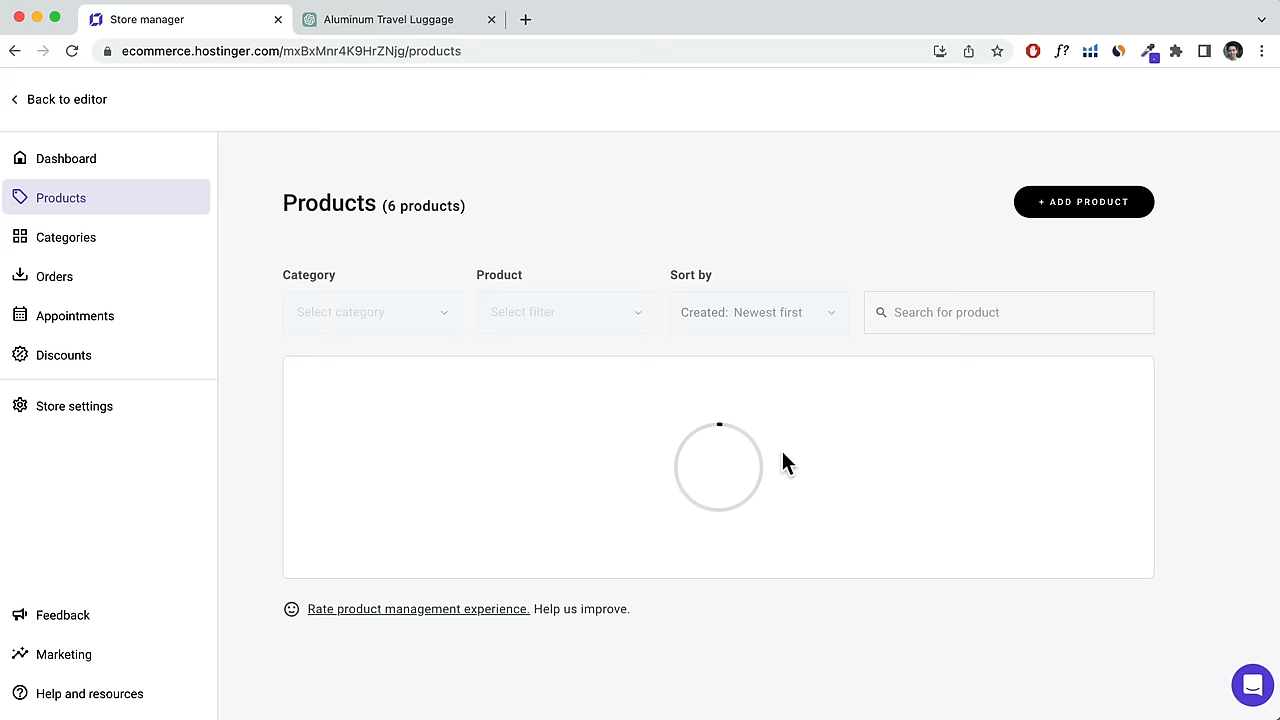 Store manager
Aluminum Travel Luggage
ecommerce.hostinger.com/mxBxMnr4K9HrZNjg/products
f?
Back to editor
Dashboard
Products
Categories
Orders
Appointments
Discounts
Store settings
Feedback
Marketing
Help and resources
Products (6 products)
+ ADD PRODUCT
Category
Product
Sort by
Select category
Select filter
Created: Newest first
Search for product
Rate product management experience. Help us improve.